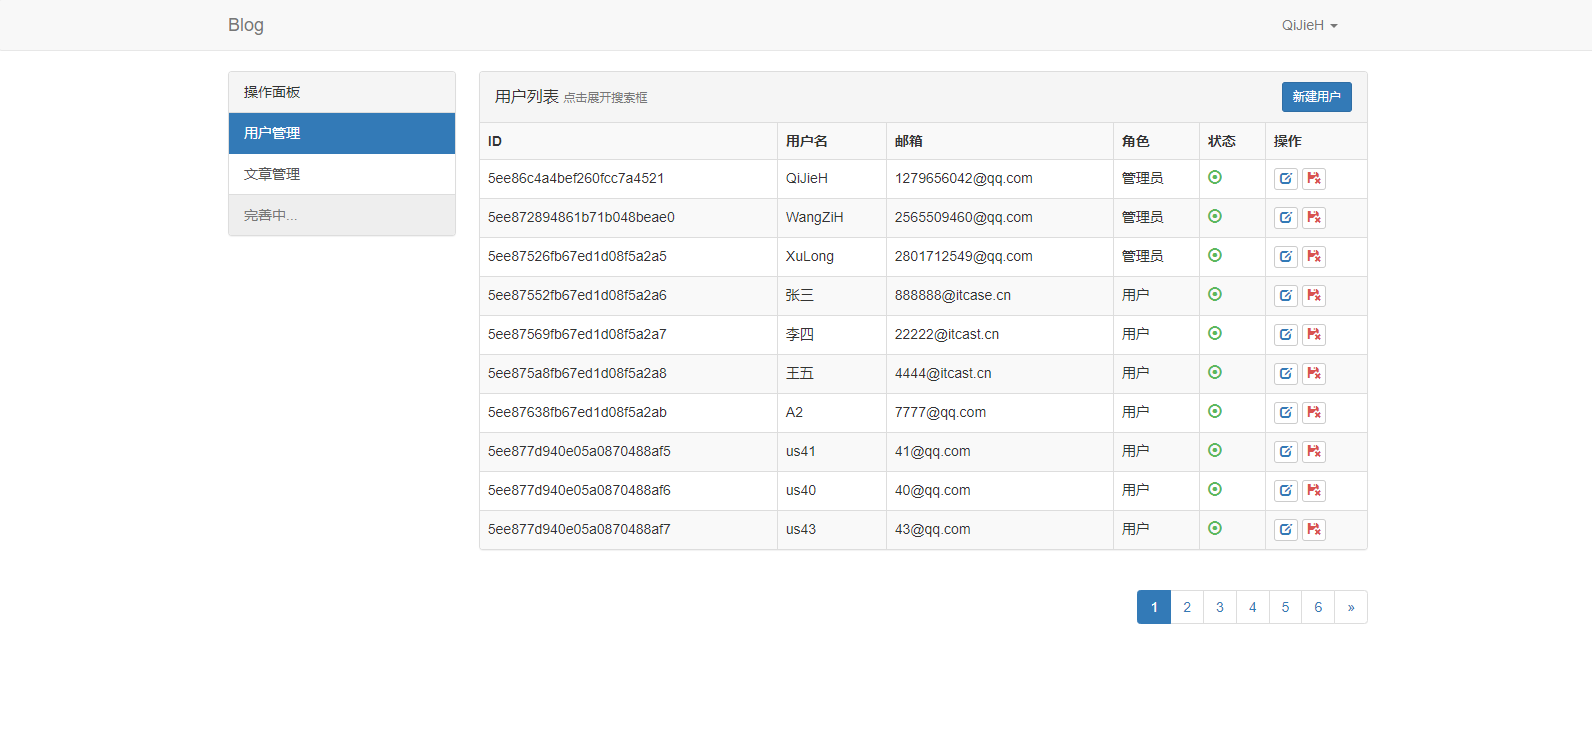 Blog
QiJieH
操作面板
用户管理
文章管理
完善中...
用户列表 点击展开搜索框
新建用户
ID 用户名 邮箱 角色 状态 操作
5ee86c4a4bef260fcc7a4521 QiJieH 1279656042@qq.com 管理员
5ee872894861b71b048beae0 WangZiH 2565509460@qq.com 管理员
5ee87526fb67ed1d08f5a2a5 XuLong 2801712549@qq.com 管理员
5ee87552fb67ed1d08f5a2a6 张三 888888@itcase.cn 用户
5ee87569fb67ed1d08f5a2a7 李四 22222@itcast.cn 用户
5ee875a8fb67ed1d08f5a2a8 王五 4444@itcast.cn 用户
5ee87638fb67ed1d08f5a2ab A2 7777@qq.com 用户
5ee877d940e05a0870488af5 us41 41@qq.com 用户
5ee877d940e05a0870488af6 us40 40@qq.com 用户
5ee877d940e05a0870488af7 us43 43@qq.com 用户
1 2 3 4 5 6 »